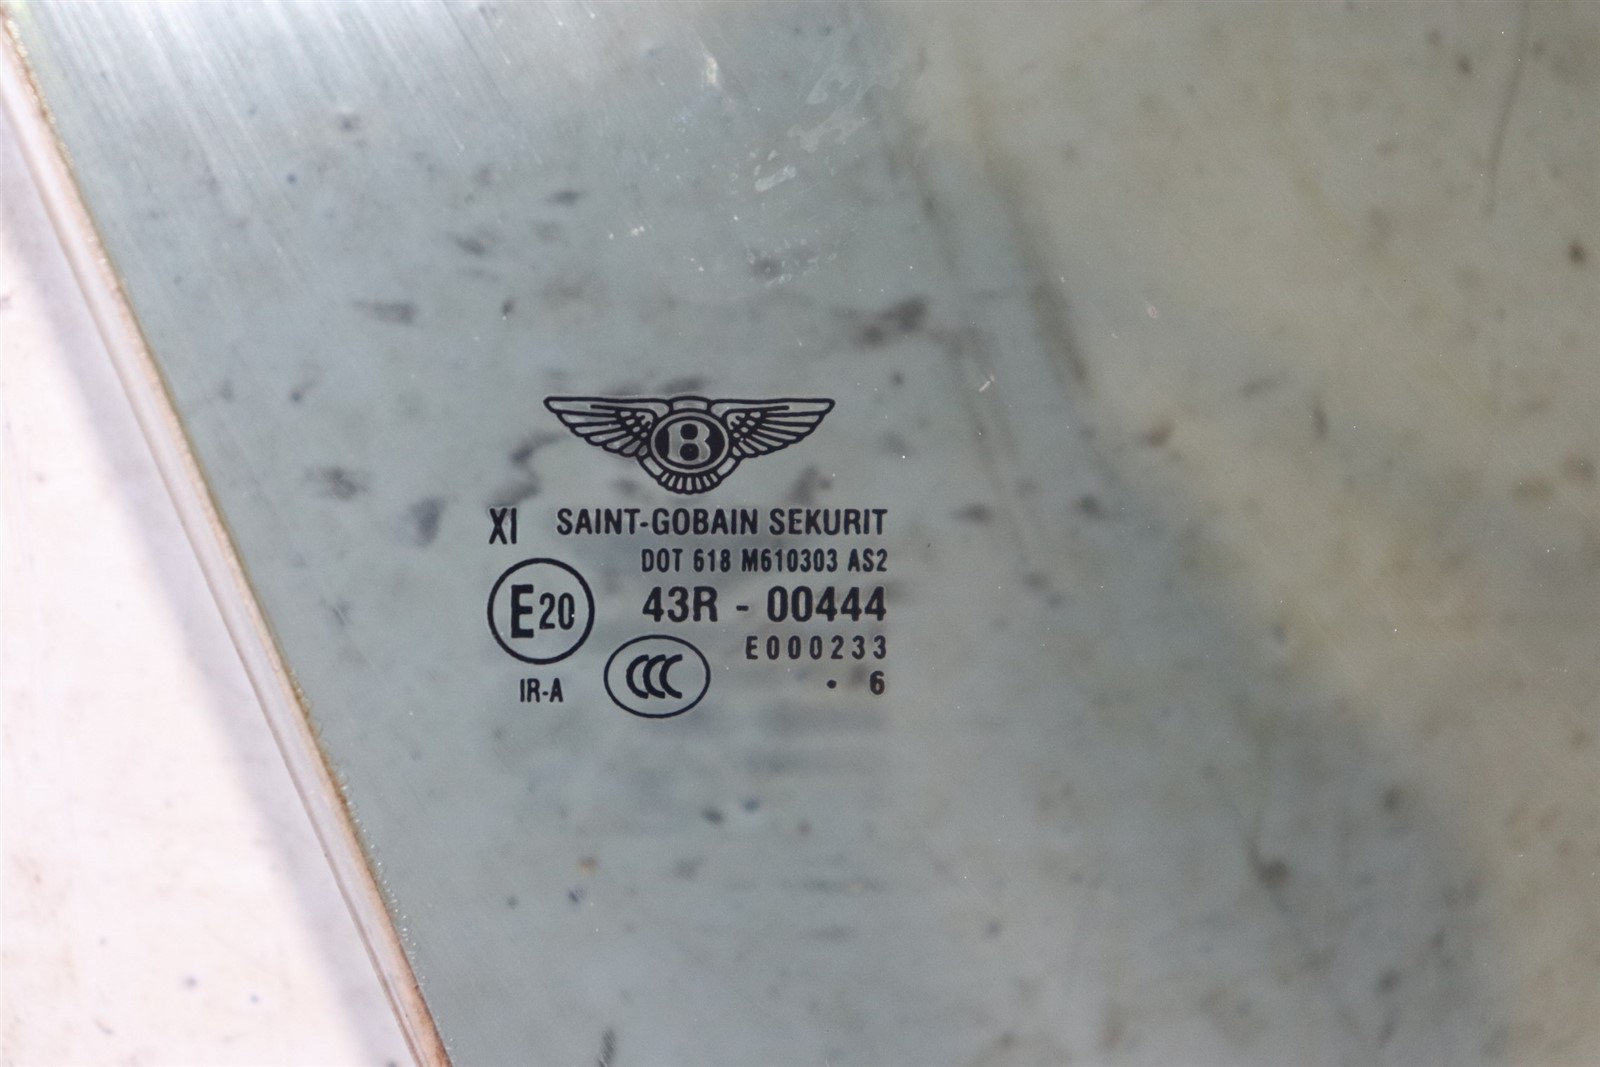 B
XI SAINT-GOBAIN SEKURIT
DOT 618 M610303 AS2
E20 43R - 00444
E000233
IR-A CCC . 6